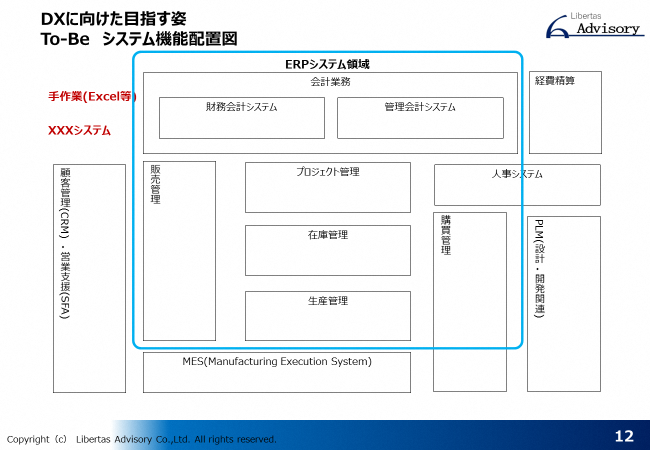 DXに向けた目指す姿
To-Be システム機能配置図
Libertas
Advisory
ERPシステム領域
会計業務
経費精算
手作業(Excel等)
財務会計システム
管理会計システム
XXXシステム
顧客管理(CRM)・営業支援(SFA)
販売管理
プロジェクト管理
人事システム
購買管理
PLM(設計・開発関連)
在庫管理
生産管理
MES(Manufacturing Execution System)
Copyright（c） Libertas Advisory Co.,Ltd. All rights reserved.
12